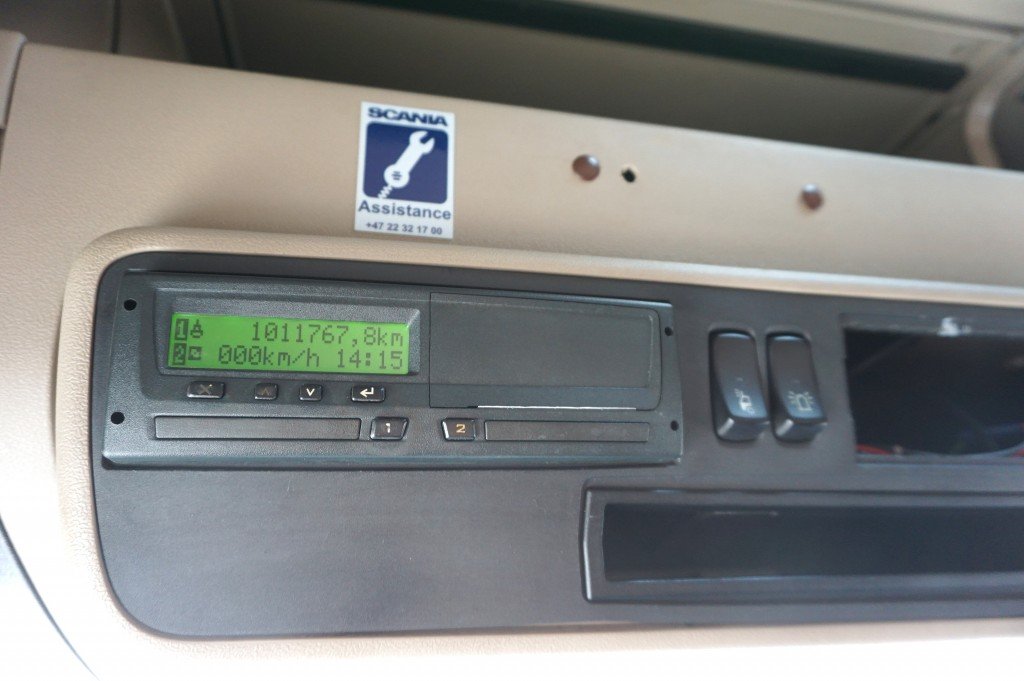 SCANIA
Assistance
+47 22 32 17 00
1 1011767,8km
2 000km/h 14:15
1 2